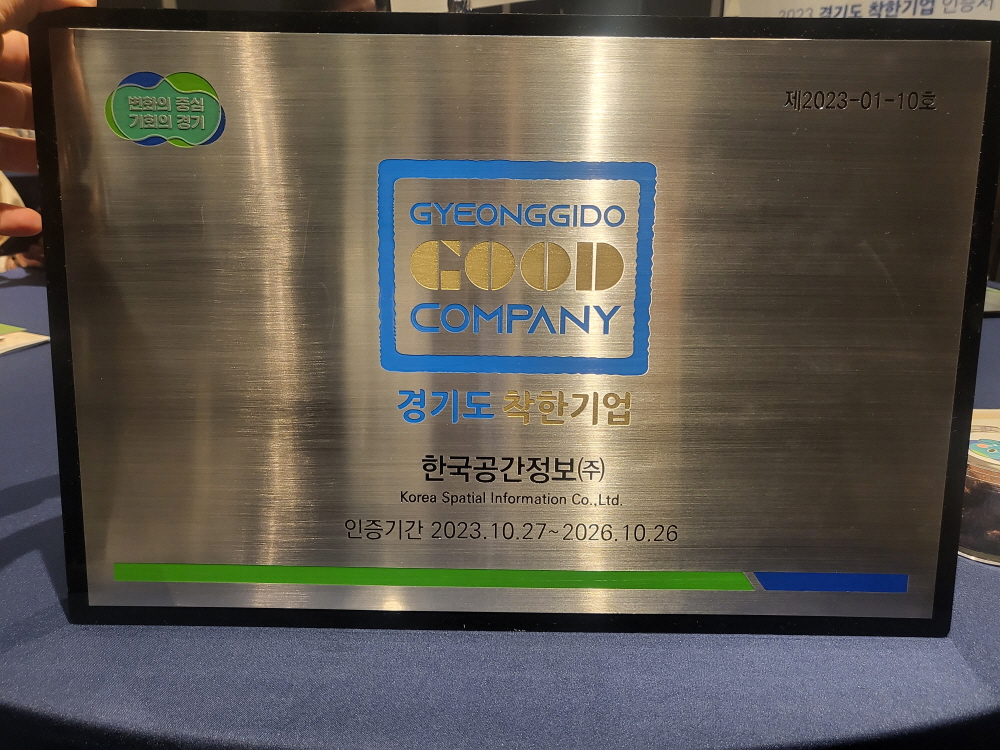 2023 경기도 착한기업 인증서
변화의 중심
기회의 경기
제2023-01-10호
GYEONGGIDO
GOOD
COMPANY
경기도 착한기업
한국공간정보㈜
Korea Spatial Information Co.,Ltd.
인증기간 2023.10.27~2026.10.26